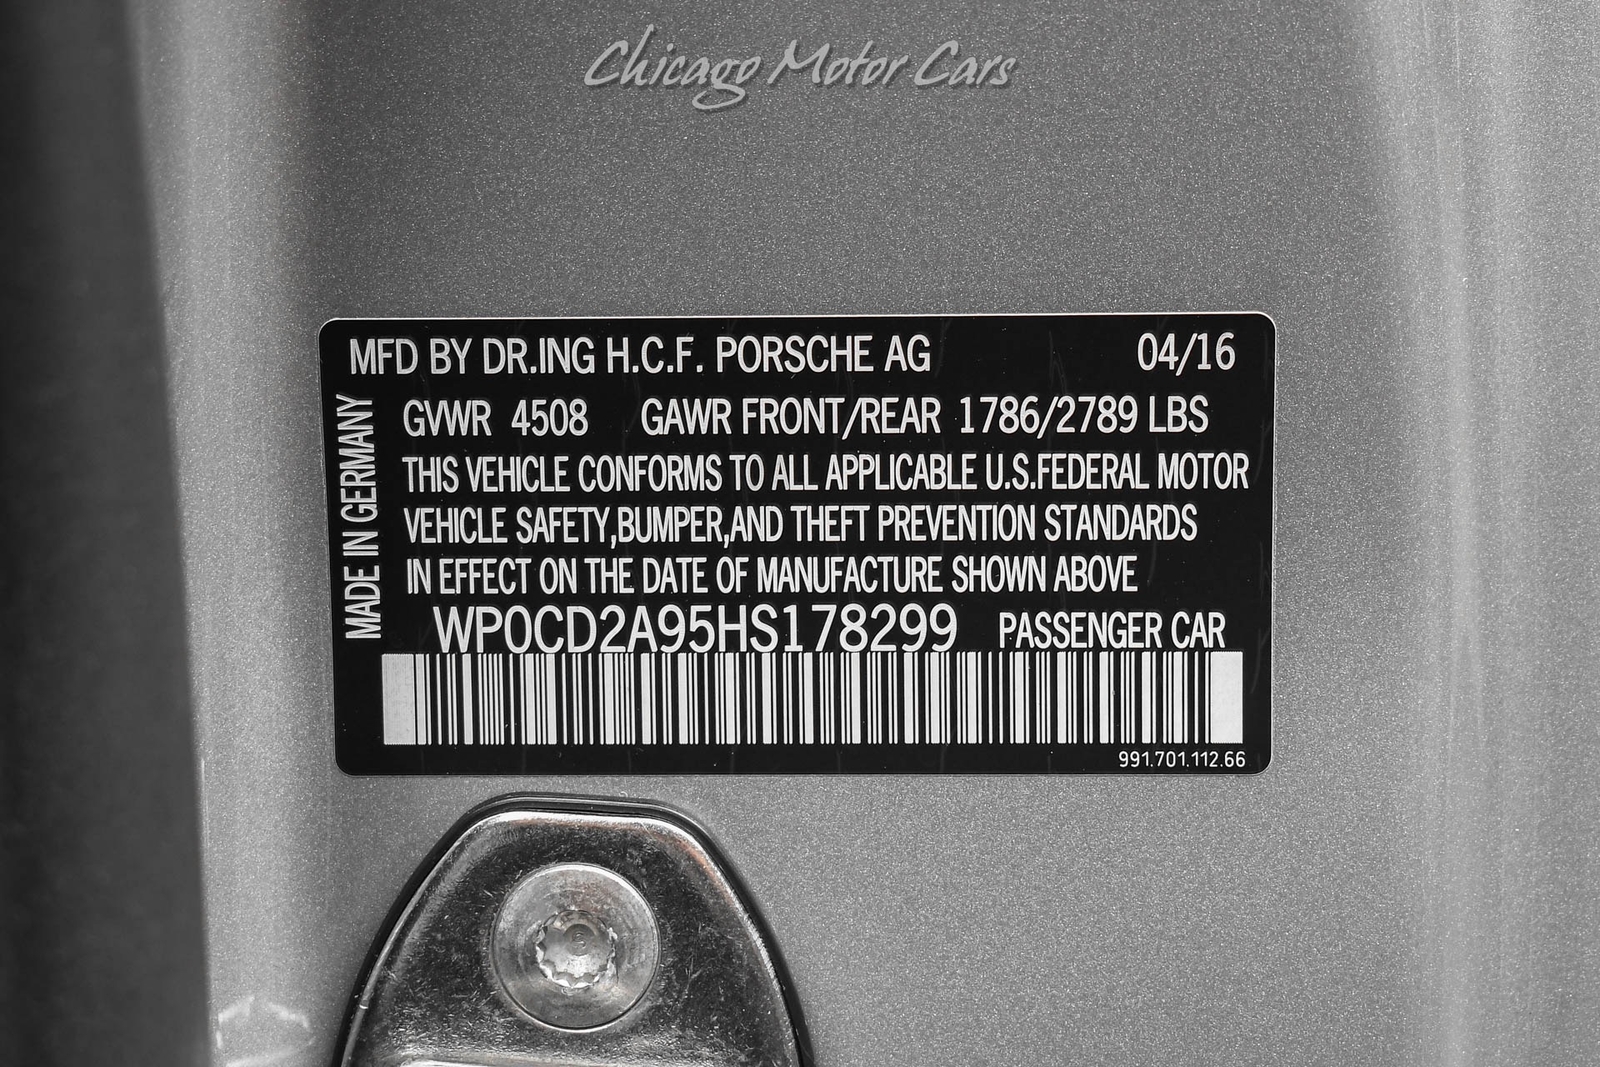 Chicago Motor Cars
MFD BY DR.ING H.C.F. PORSCHE AG 04/16
MADE IN GERMANY
GVWR 4508 GAWR FRONT/REAR 1786/2789 LBS
THIS VEHICLE CONFORMS TO ALL APPLICABLE U.S.FEDERAL MOTOR
VEHICLE SAFETY,BUMPER,AND THEFT PREVENTION STANDARDS
IN EFFECT ON THE DATE OF MANUFACTURE SHOWN ABOVE
WP0CD2A95HS178299 PASSENGER CAR
991.701.112.66